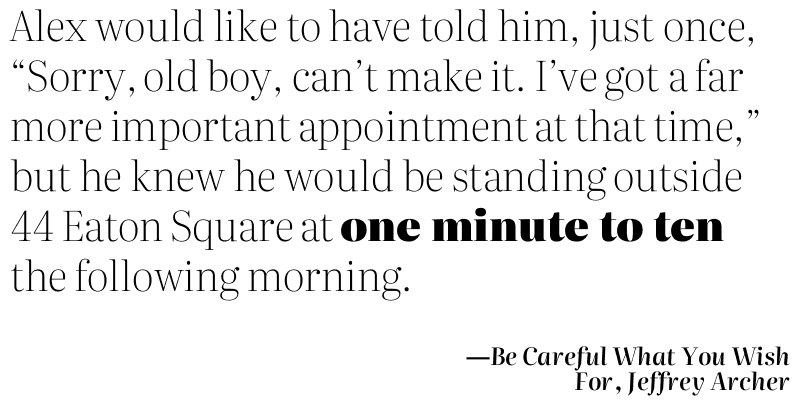 Alex would like to have told him, just once,
“Sorry, old boy, can’t make it. I’ve got a far
more important appointment at that time,”
but he knew he would be standing outside
44 Eaton Square at one minute to ten
the following morning.
—Be Careful What You Wish
For, Jeffrey Archer